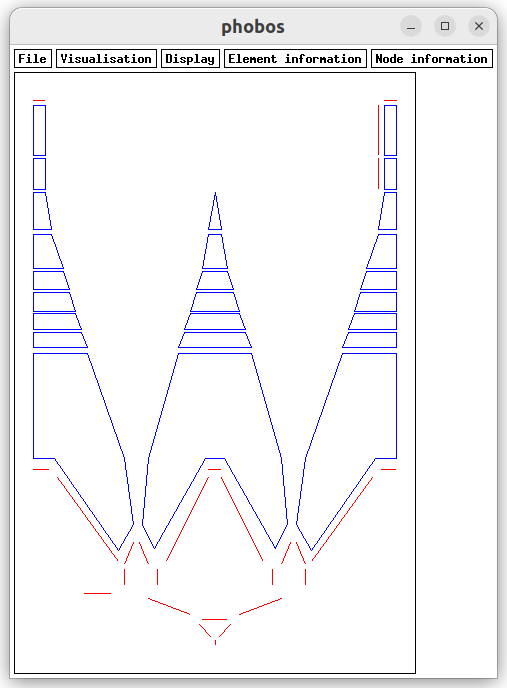 phobos
File Visualisation Display Element information Node information